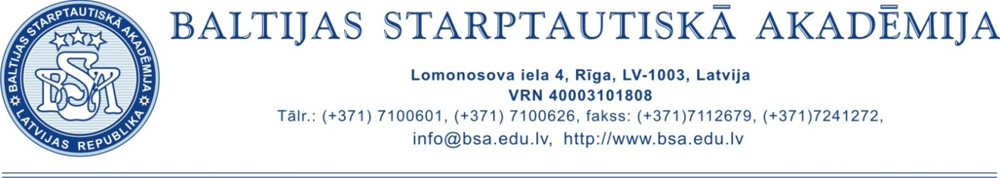 BALTIJAS STARPTAUTISKĀ AKADĒMIJA
LATVIJAS REPUBLIKA
BSA
BALTIJAS STARPTAUTISKĀ AKADĒMIJA
Lomonosova iela 4, Rīga, LV-1003, Latvija
VRN 40003101808
Tālr.: (+371) 7100601, (+371) 7100626, fakss: (+371)7112679, (+371)7241272,
info@bsa.edu.lv, http://www.bsa.edu.lv